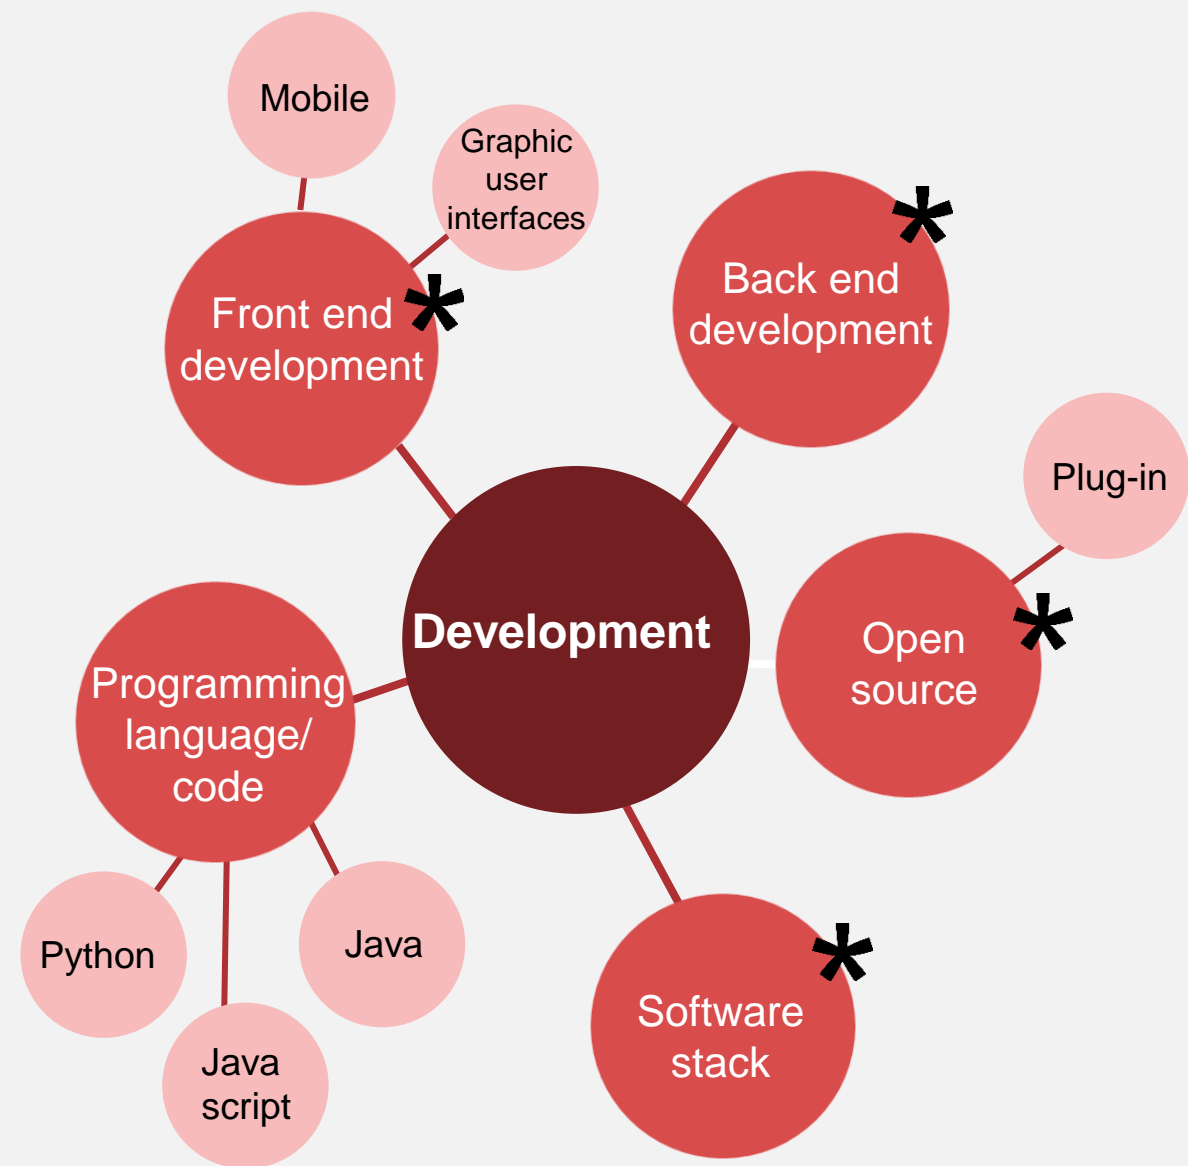 Mobile
Graphic
user
interfaces
Front end
development
*
Back end
development
*
Plug-in
Development
Open
source
*
Programming
language/
code
Python
Java
script
Java
Software
stack
*